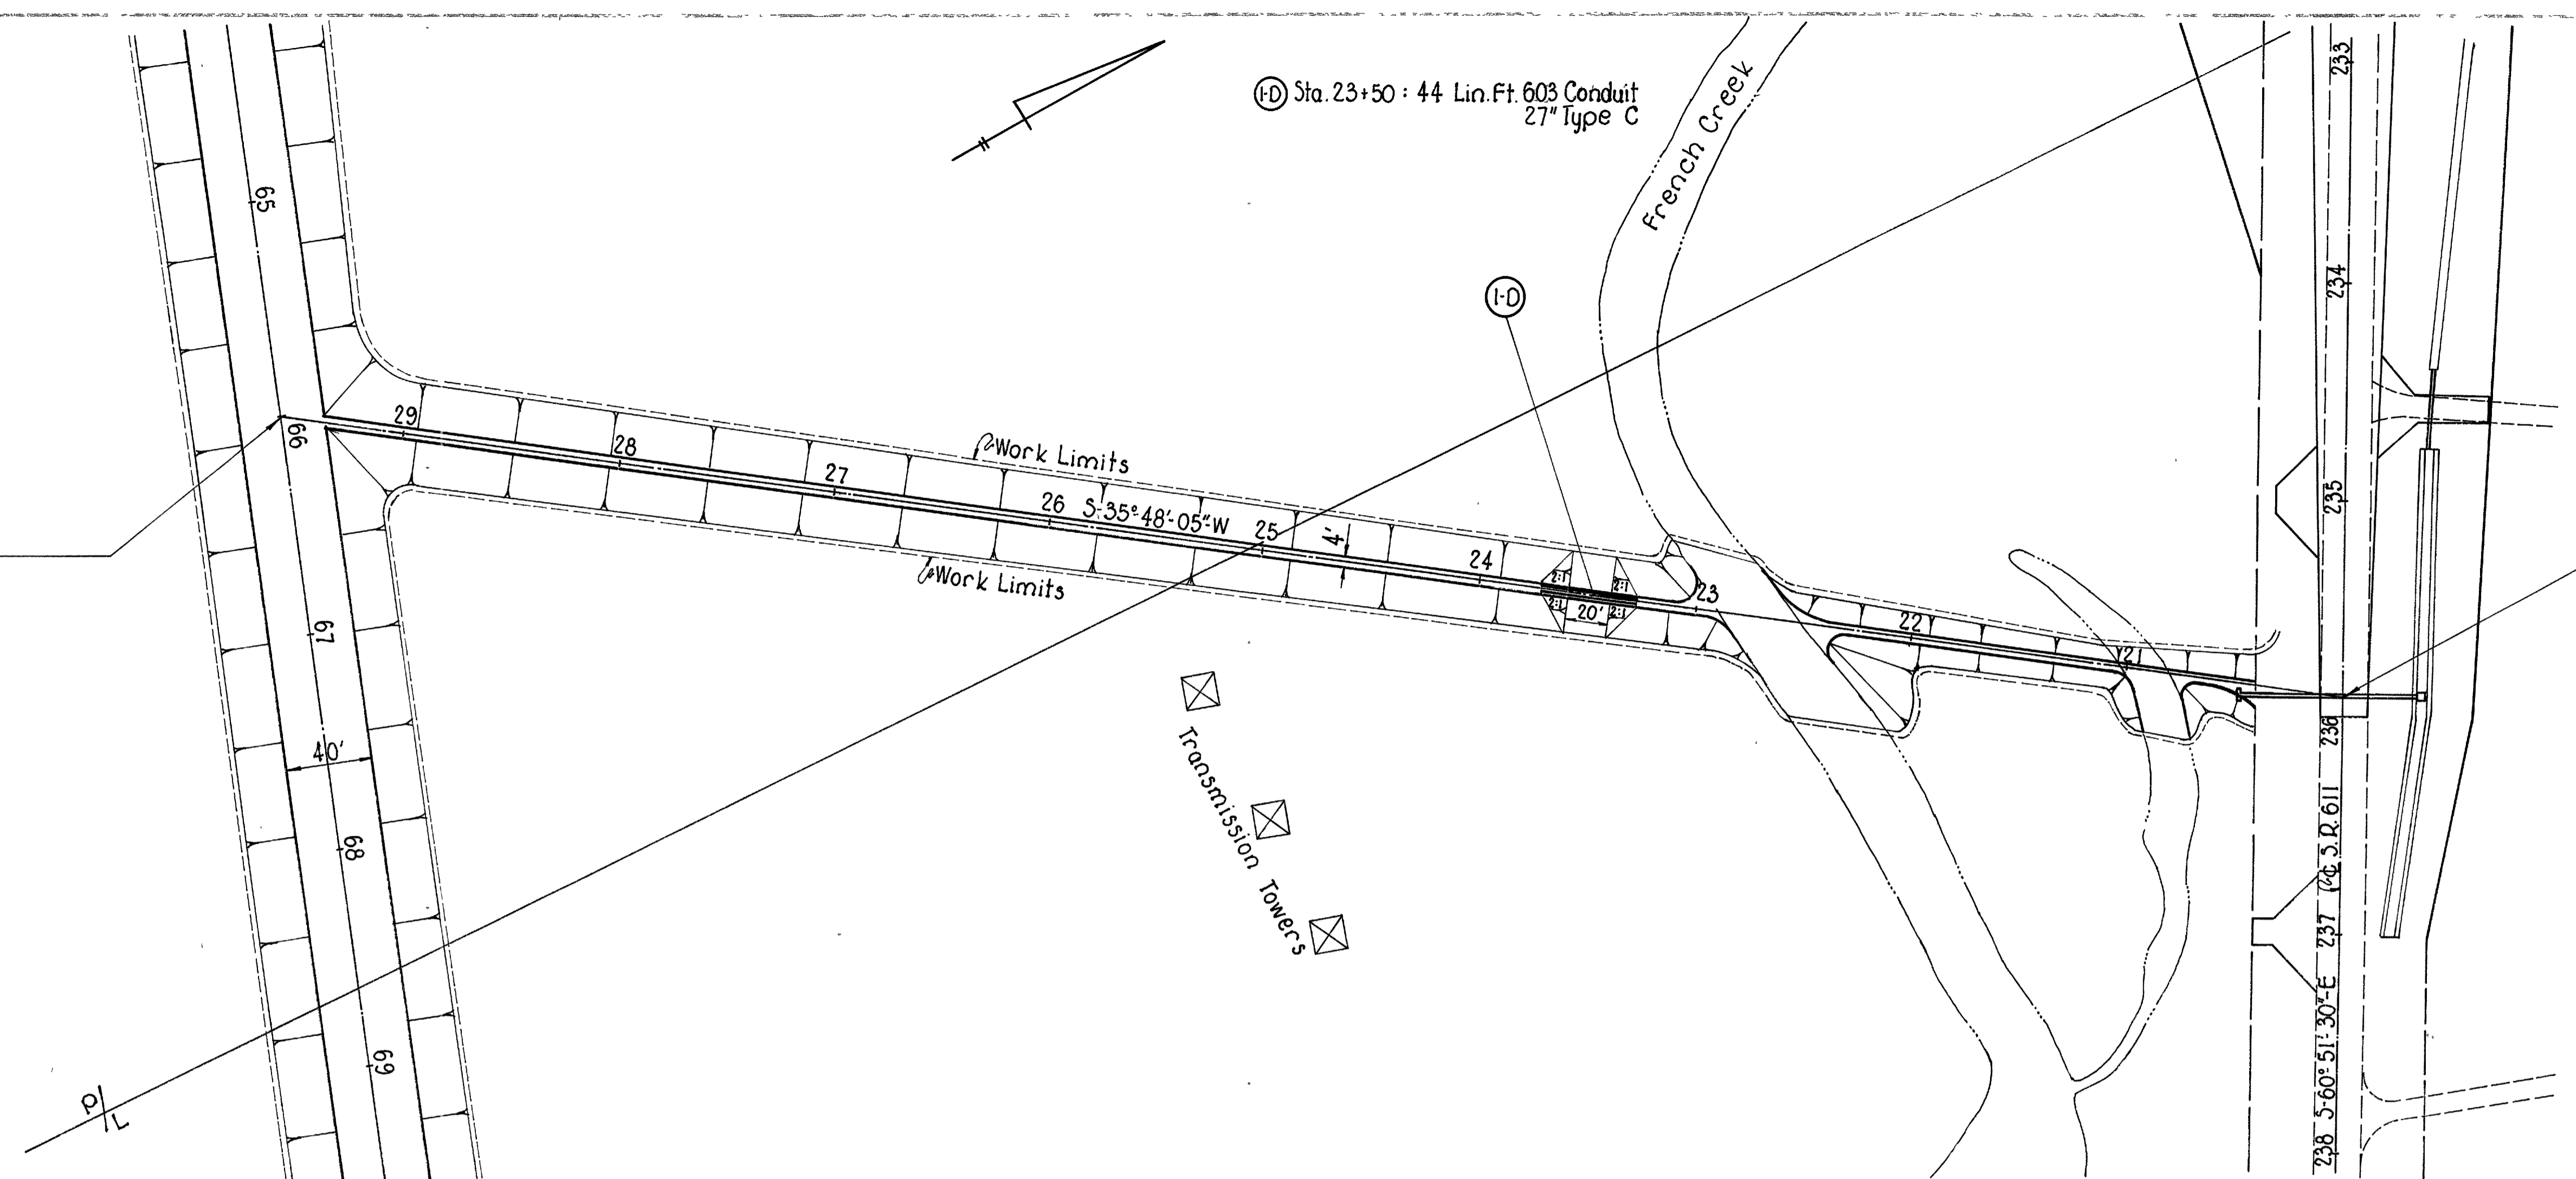 1-D Sta. 23+50 : 44 Lin.Ft. 603 Conduit
27" Type C
French Creek
1-D
65
66
67
40'
68
69
29
28
27
26
S-35°-48'-05"-W
25
4'
24
23
22
21
Work Limits
Work Limits
2:1
2:1
2:1
2:1
20'
Transmission Towers
P/L
233
234
235
236
℄ S.R. 611
237
S-60°-51'-30"-E
238